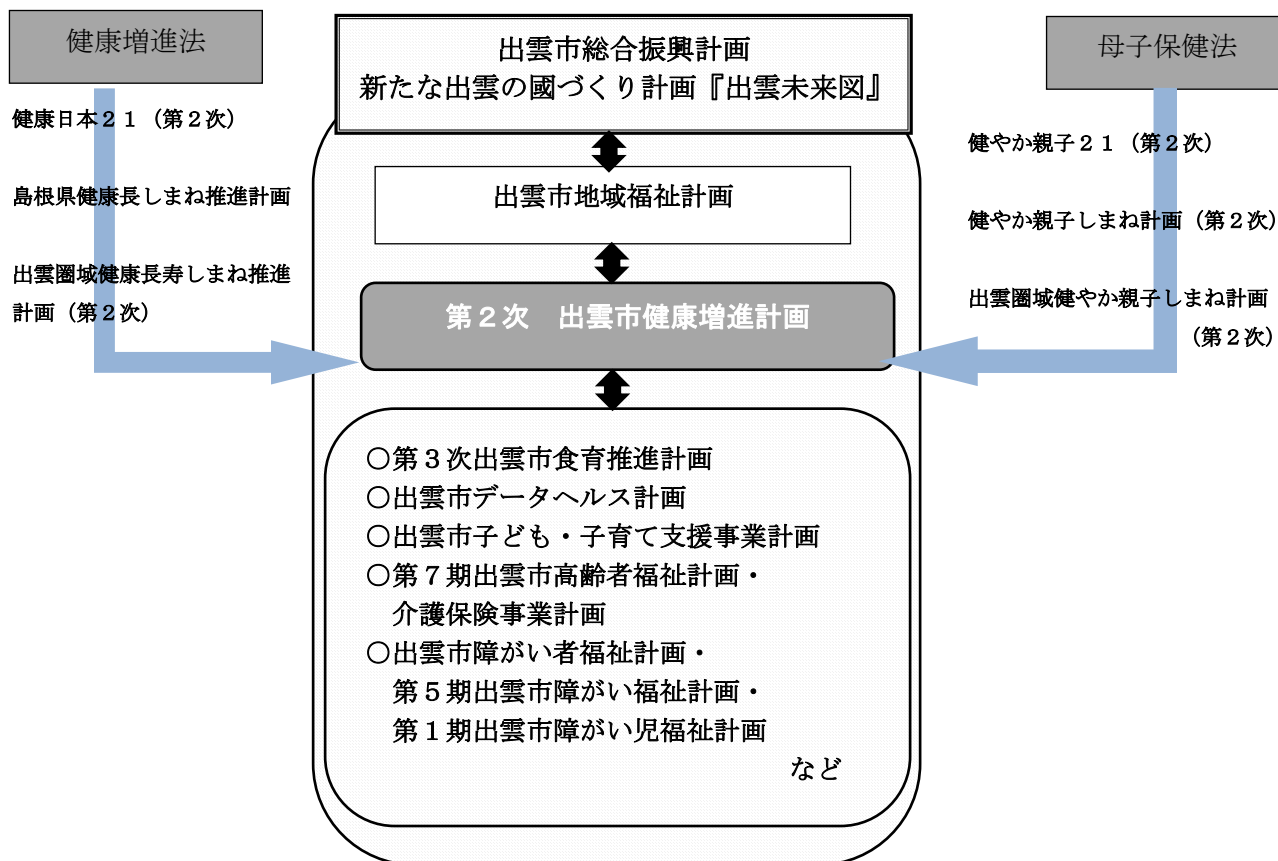 健康増進法
健康日本２１（第２次）
島根県健康長しまね推進計画
出雲圏域健康長寿しまね推進
計画（第２次）
出雲市総合振興計画
新たな出雲の國づくり計画『出雲未来図』
出雲市地域福祉計画
第２次　出雲市健康増進計画
○第３次出雲市食育推進計画
○出雲市データヘルス計画
○出雲市子ども・子育て支援事業計画
○第７期出雲市高齢者福祉計画・
介護保険事業計画
○出雲市障がい者福祉計画・
第５期出雲市障がい福祉計画・
第１期出雲市障がい児福祉計画
など
母子保健法
健やか親子２１（第２次）
健やか親子しまね計画（第２次）
出雲圏域健やか親子しまね計画
（第２次）